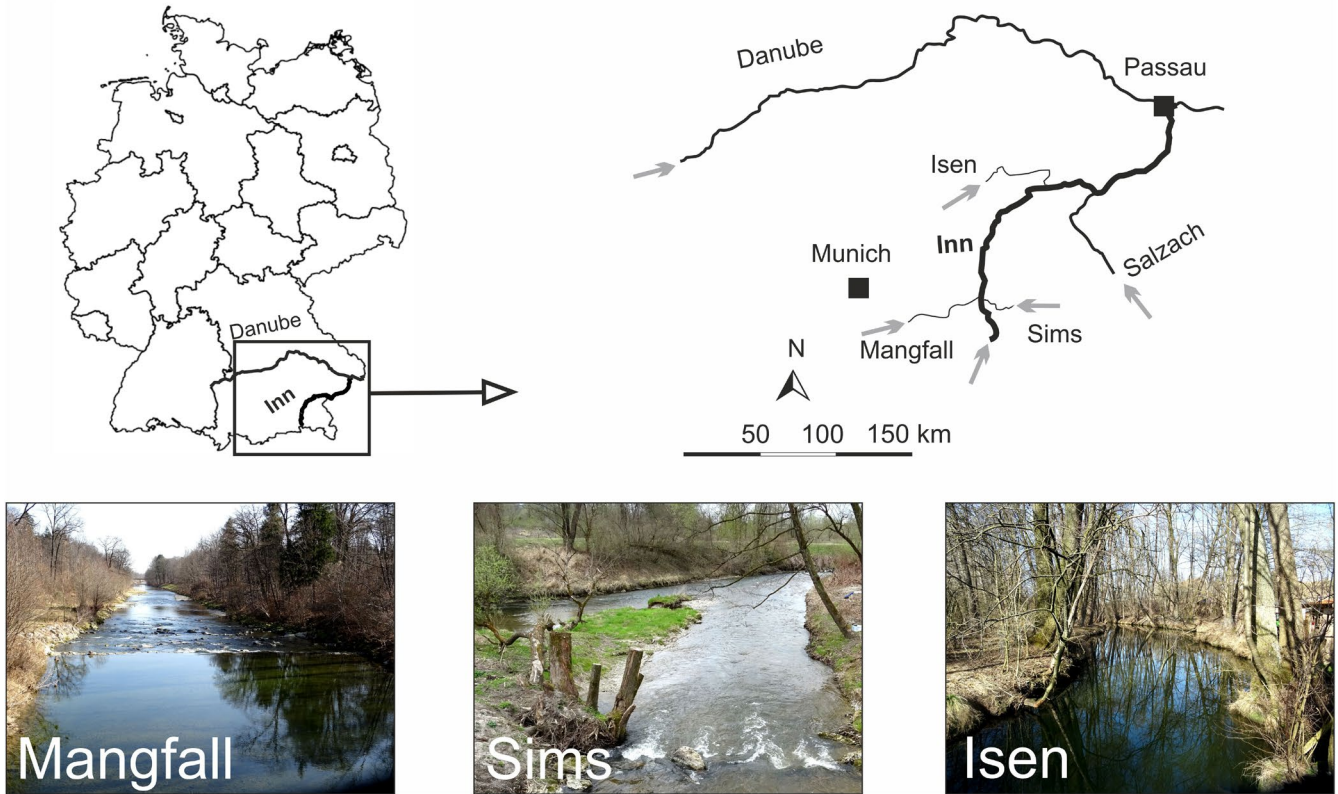 Danube
Inn
Danube
Passau
Isen
Inn
Munich
Salzach
Mangfall
Sims
N
50 100 150 km
Mangfall
Sims
Isen